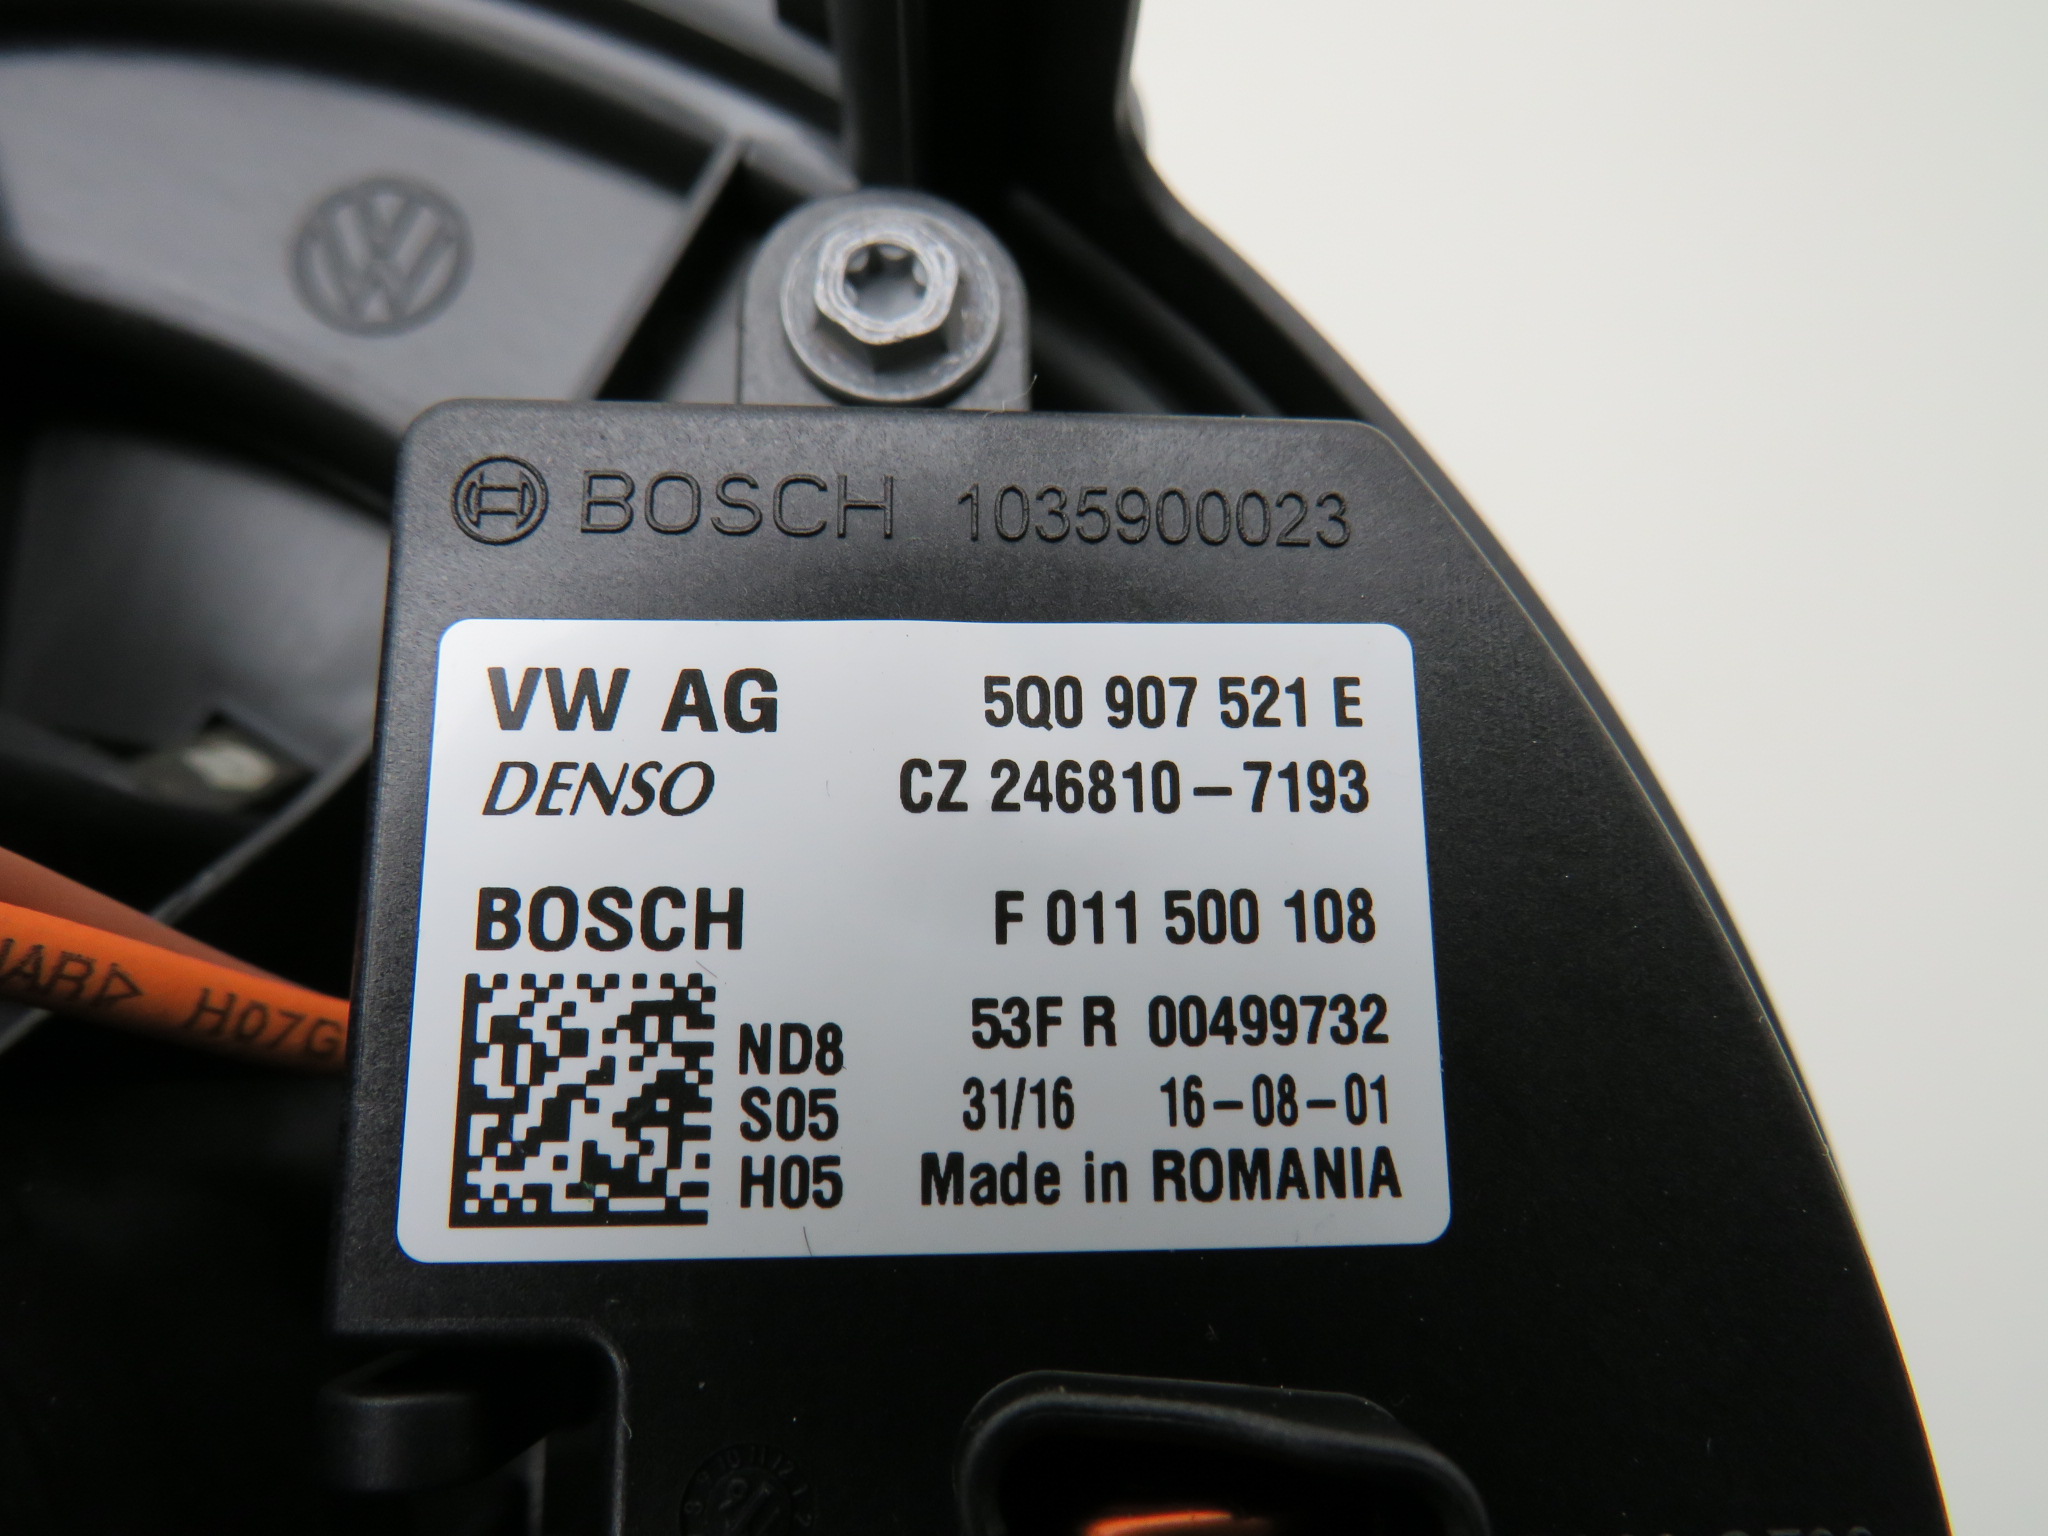 BOSCH 1035900023
VW AG 5Q0 907 521 E
DENSO CZ 246810-7193
BOSCH F 011 500 108
53F R 00499732
ND8
S05 31/16 16-08-01
H05 Made in ROMANIA
H07G